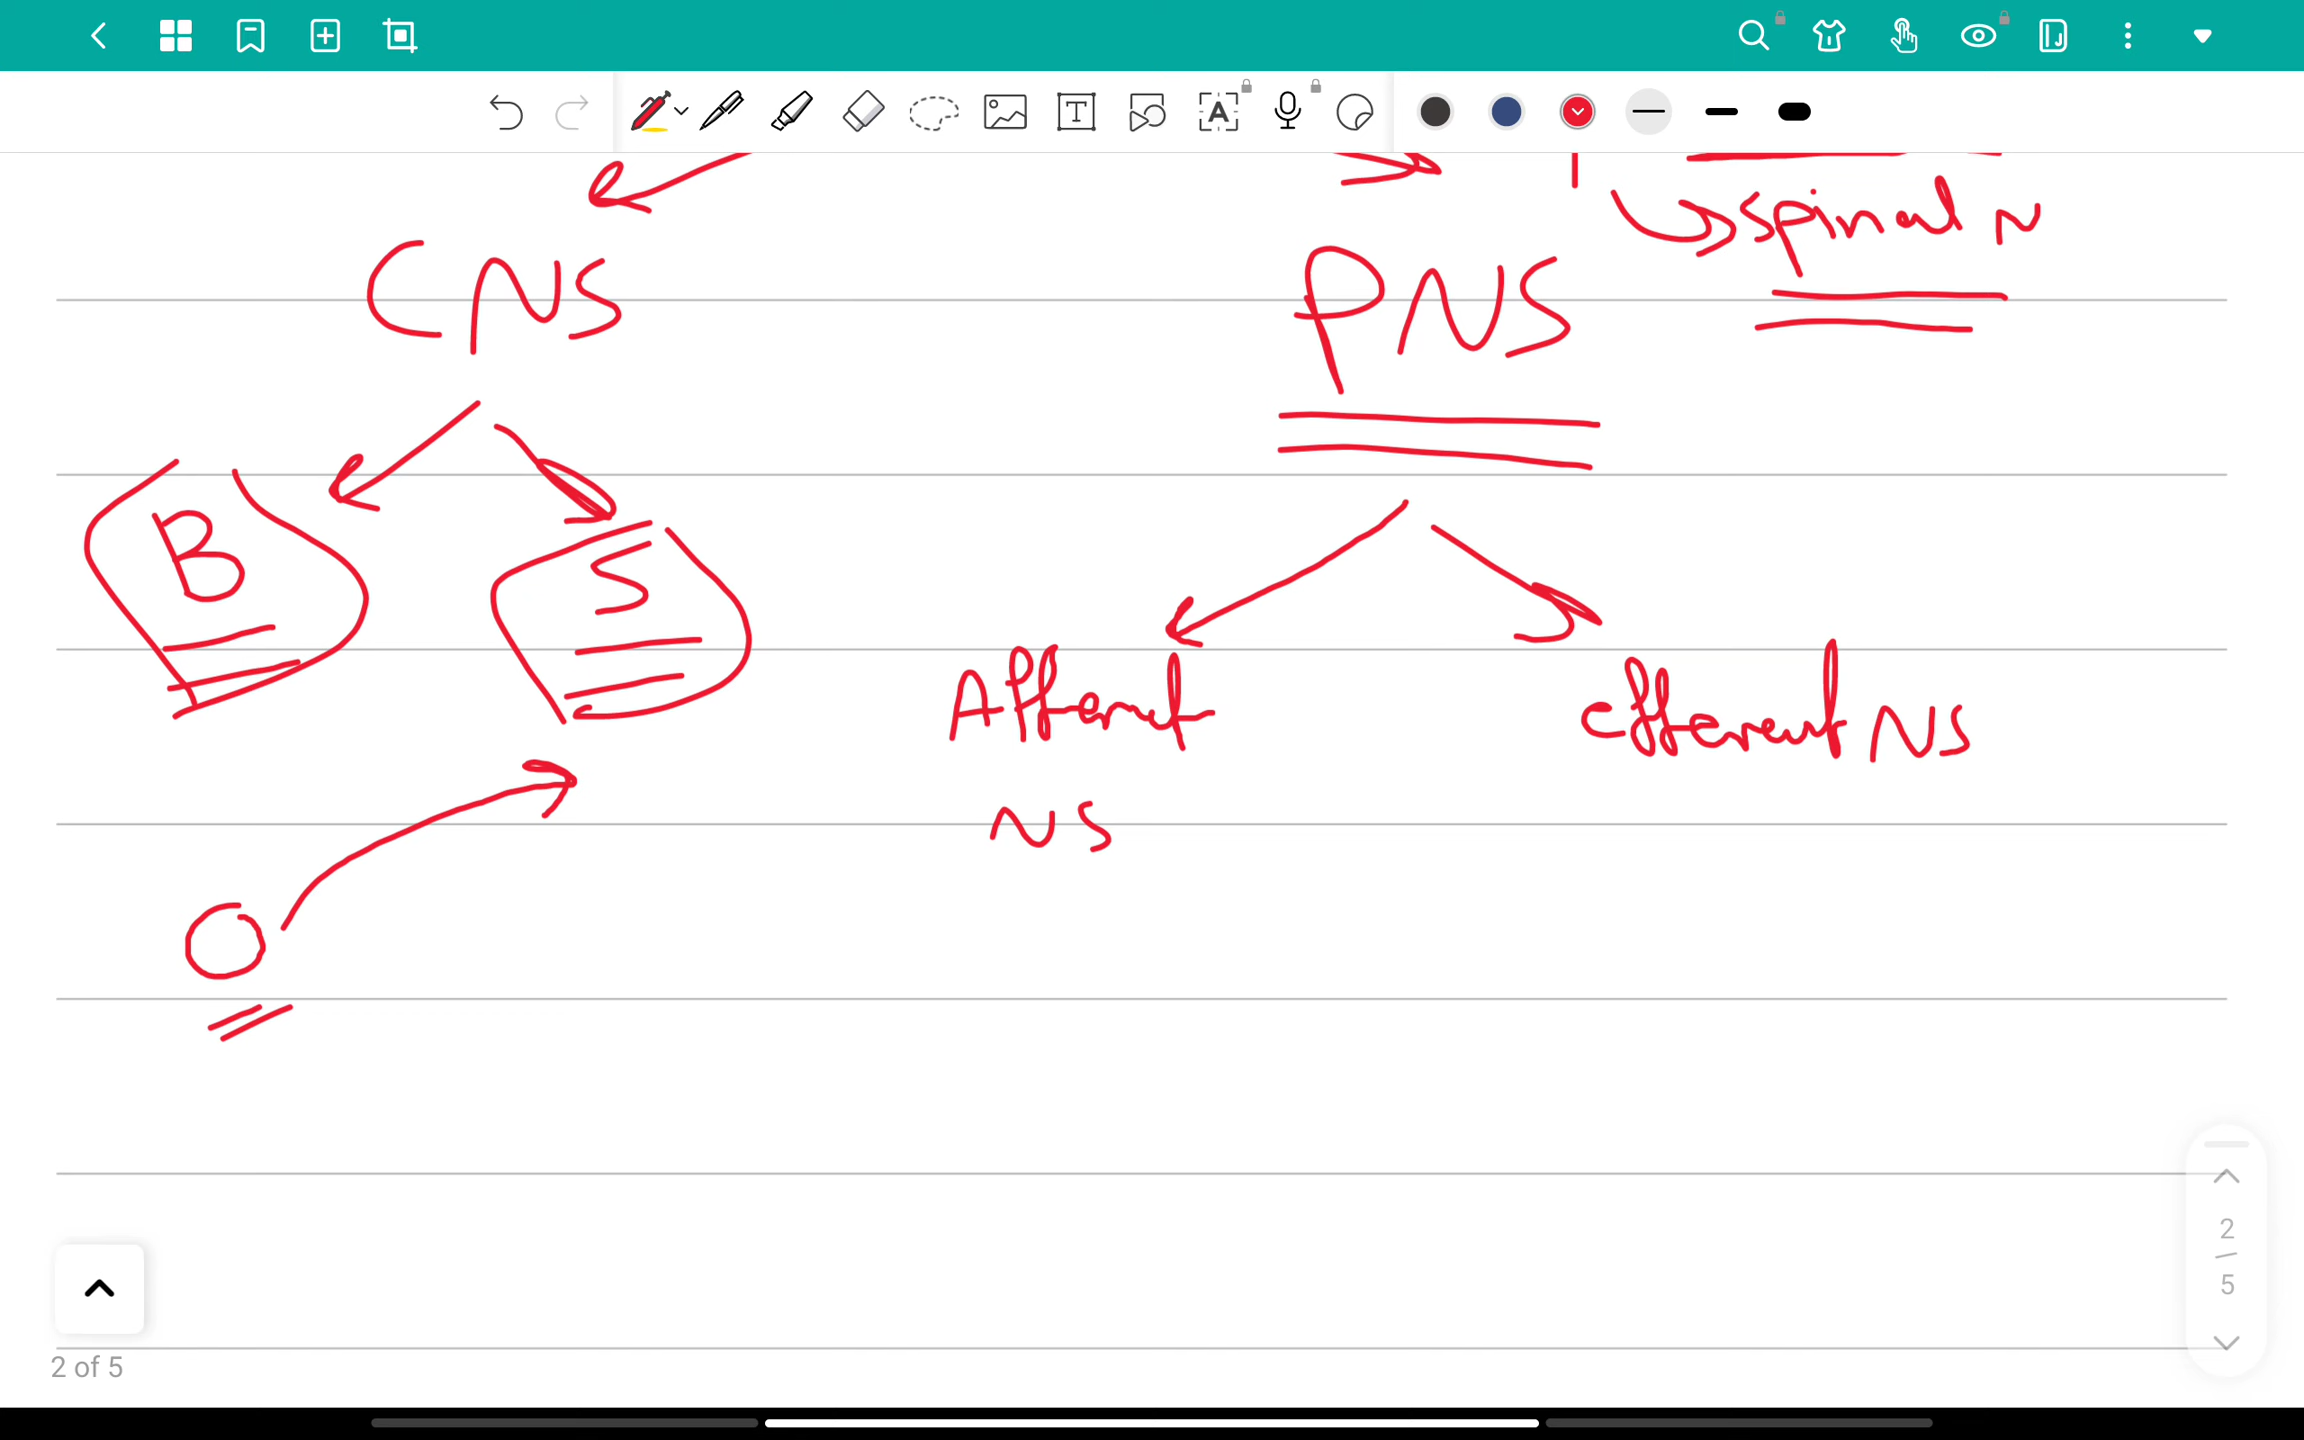 spinal N
CNS
PNS
B
S
Afferent
efferent NS
NS
2
5
2 of 5